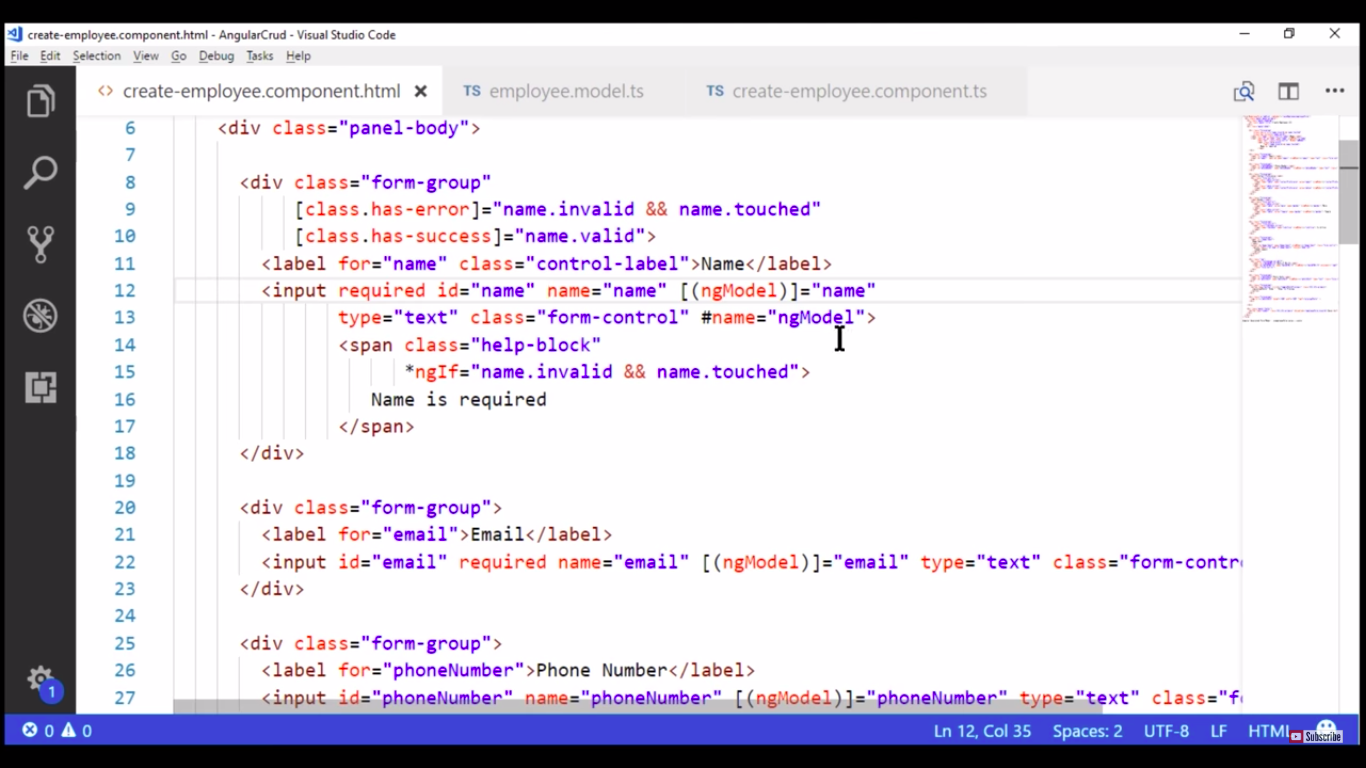 create-employee.component.html - AngularCrud - Visual Studio Code
File Edit Selection View Go Debug Tasks Help
<> create-employee.component.html × TS employee.model.ts TS create-employee.component.ts
6 <div class="panel-body">
7
8 <div class="form-group"
9 [class.has-error]="name.invalid && name.touched"
10 [class.has-success]="name.valid">
11 <label for="name" class="control-label">Name</label>
12 <input required id="name" name="name" [(ngModel)]="name"
13 type="text" class="form-control" #name="ngModel">
14 <span class="help-block"
15 *ngIf="name.invalid && name.touched">
16 Name is required
17 </span>
18 </div>
19
20 <div class="form-group">
21 <label for="email">Email</label>
22 <input id="email" required name="email" [(ngModel)]="email" type="text" class="form-contr
23 </div>
24
25 <div class="form-group">
26 <label for="phoneNumber">Phone Number</label>
27 <input id="phoneNumber" name="phoneNumber" [(ngModel)]="phoneNumber" type="text" class="f
1
0 0 Ln 12, Col 35 Spaces: 2 UTF-8 LF HTML
Subscribe